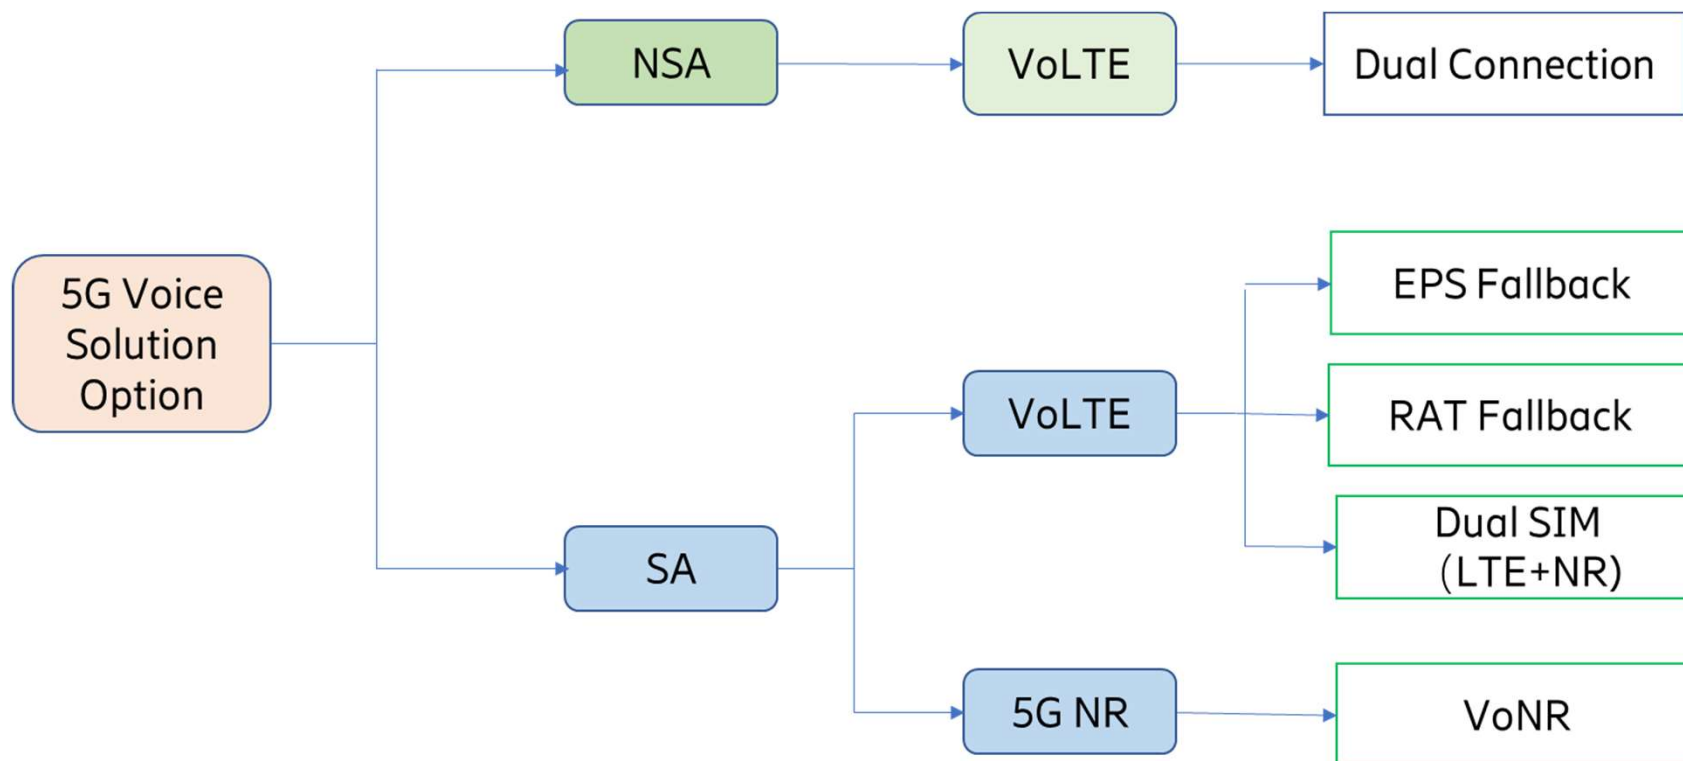 NSA
VoLTE
Dual Connection
5G Voice
Solution
Option
EPS Fallback
VoLTE
RAT Fallback
SA
Dual SIM
(LTE+NR)
5G NR
VoNR